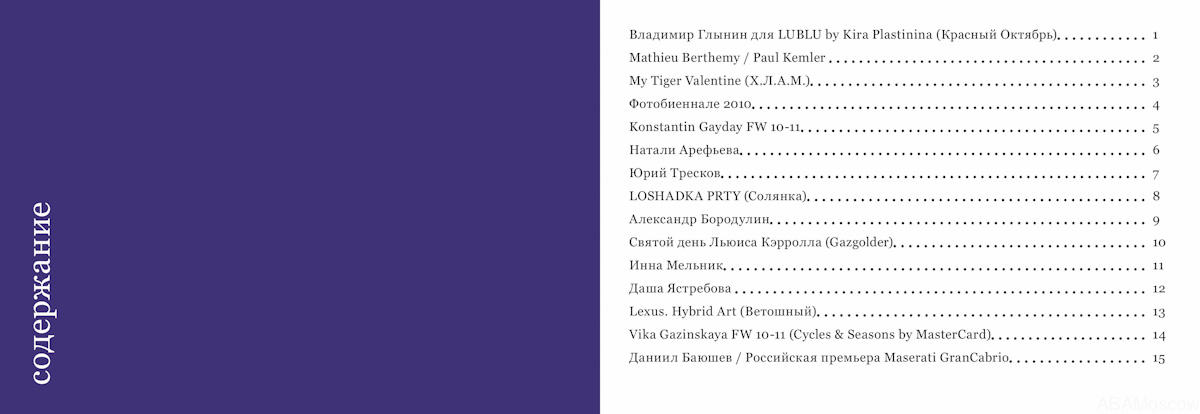 содержание
Владимир Глынин для LUBLU by Kira Plastinina (Красный Октябрь). . . . . . . . . . . . 1
Mathieu Berthemy / Paul Kemler . . . . . . . . . . . . . . . . . . . . . . . . . . . . . . . . . . . . . . . . . 2
My Tiger Valentine (Х.Л.А.М.). . . . . . . . . . . . . . . . . . . . . . . . . . . . . . . . . . . . . . . . . . . . 3
Фотобиеннале 2010. . . . . . . . . . . . . . . . . . . . . . . . . . . . . . . . . . . . . . . . . . . . . . . . . . . 4
Konstantin Gayday FW 10-11. . . . . . . . . . . . . . . . . . . . . . . . . . . . . . . . . . . . . . . . . . . . . 5
Натали Арефьева. . . . . . . . . . . . . . . . . . . . . . . . . . . . . . . . . . . . . . . . . . . . . . . . . . . . . 6
Юрий Тресков. . . . . . . . . . . . . . . . . . . . . . . . . . . . . . . . . . . . . . . . . . . . . . . . . . . . . . . 7
LOSHADKA PRTY (Солянка). . . . . . . . . . . . . . . . . . . . . . . . . . . . . . . . . . . . . . . . . . . . 8
Александр Бородулин. . . . . . . . . . . . . . . . . . . . . . . . . . . . . . . . . . . . . . . . . . . . . . . . . 9
Святой день Льюиса Кэрролла (Gazgolder). . . . . . . . . . . . . . . . . . . . . . . . . . . . . . . . . 10
Инна Мельник. . . . . . . . . . . . . . . . . . . . . . . . . . . . . . . . . . . . . . . . . . . . . . . . . . . . . . . 11
Даша Ястребова . . . . . . . . . . . . . . . . . . . . . . . . . . . . . . . . . . . . . . . . . . . . . . . . . . . . . 12
Lexus. Hybrid Art (Ветошный). . . . . . . . . . . . . . . . . . . . . . . . . . . . . . . . . . . . . . . . . . . 13
Vika Gazinskaya FW 10-11 (Cycles & Seasons by MasterCard). . . . . . . . . . . . . . . . . . . . 14
Даниил Баюшев / Российская премьера Maserati GranCabrio. . . . . . . . . . . . . . . . . . 15
ABAMoscow